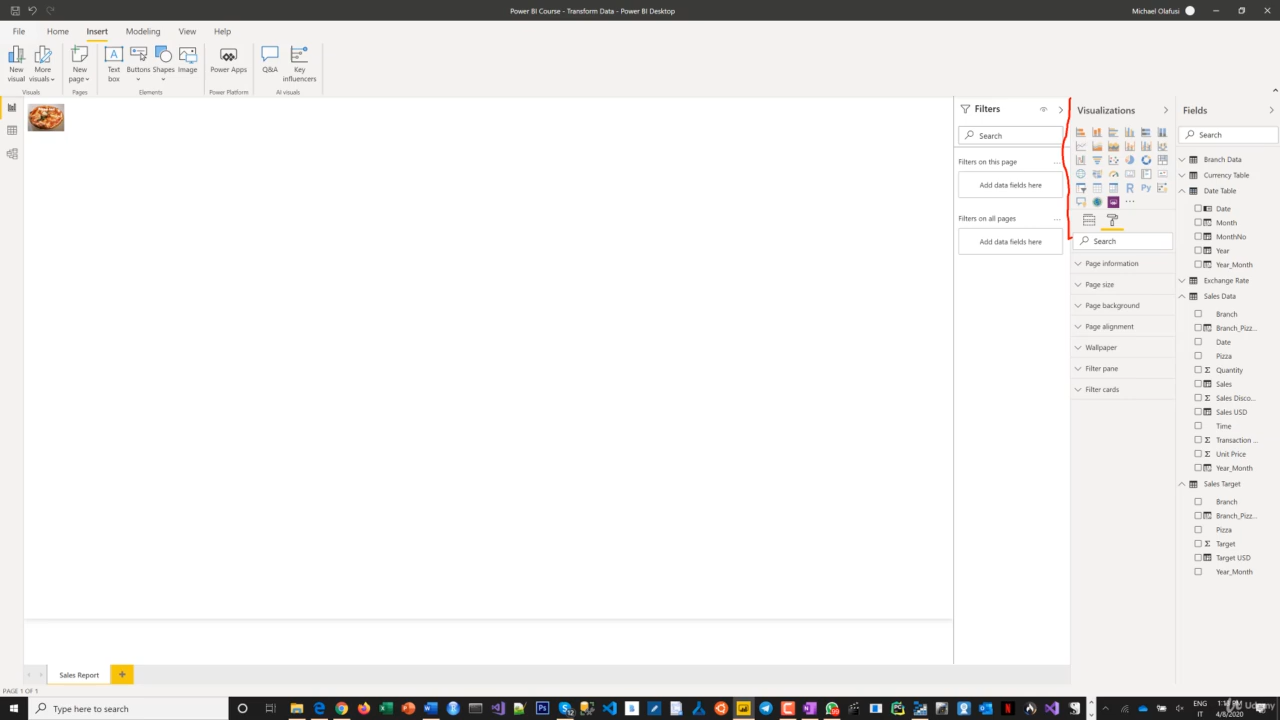 Power BI Course - Transform Data - Power BI Desktop
Michael Olafusi
File Home Insert Modeling View Help
New visual
More visuals
New page
Text box
Buttons
Shapes
Image
Power Apps
Q&A
Key influencers
Visuals
Pages
Elements
Power Platform
AI visuals
Filters
Search
Filters on this page
...
Add data fields here
Filters on all pages
...
Add data fields here
Visualizations
R
Py
...
Search
Page information
Page size
Page background
Page alignment
Wallpaper
Filter pane
Filter cards
Fields
Search
Branch Data
Currency Table
Date Table
Date
Month
MonthNo
Year
Year_Month
Exchange Rate
Sales Data
Branch
Branch_Pizz...
Date
Pizza
Σ Quantity
Sales
Σ Sales Disco...
Sales USD
Time
Σ Transaction ...
Σ Unit Price
Year_Month
Sales Target
Branch
Branch_Pizz...
Pizza
Σ Target
Target USD
Year_Month
Sales Report
+
PAGE 1 OF 1
Type here to search
ENG
IT
4/8/2020
Udemy